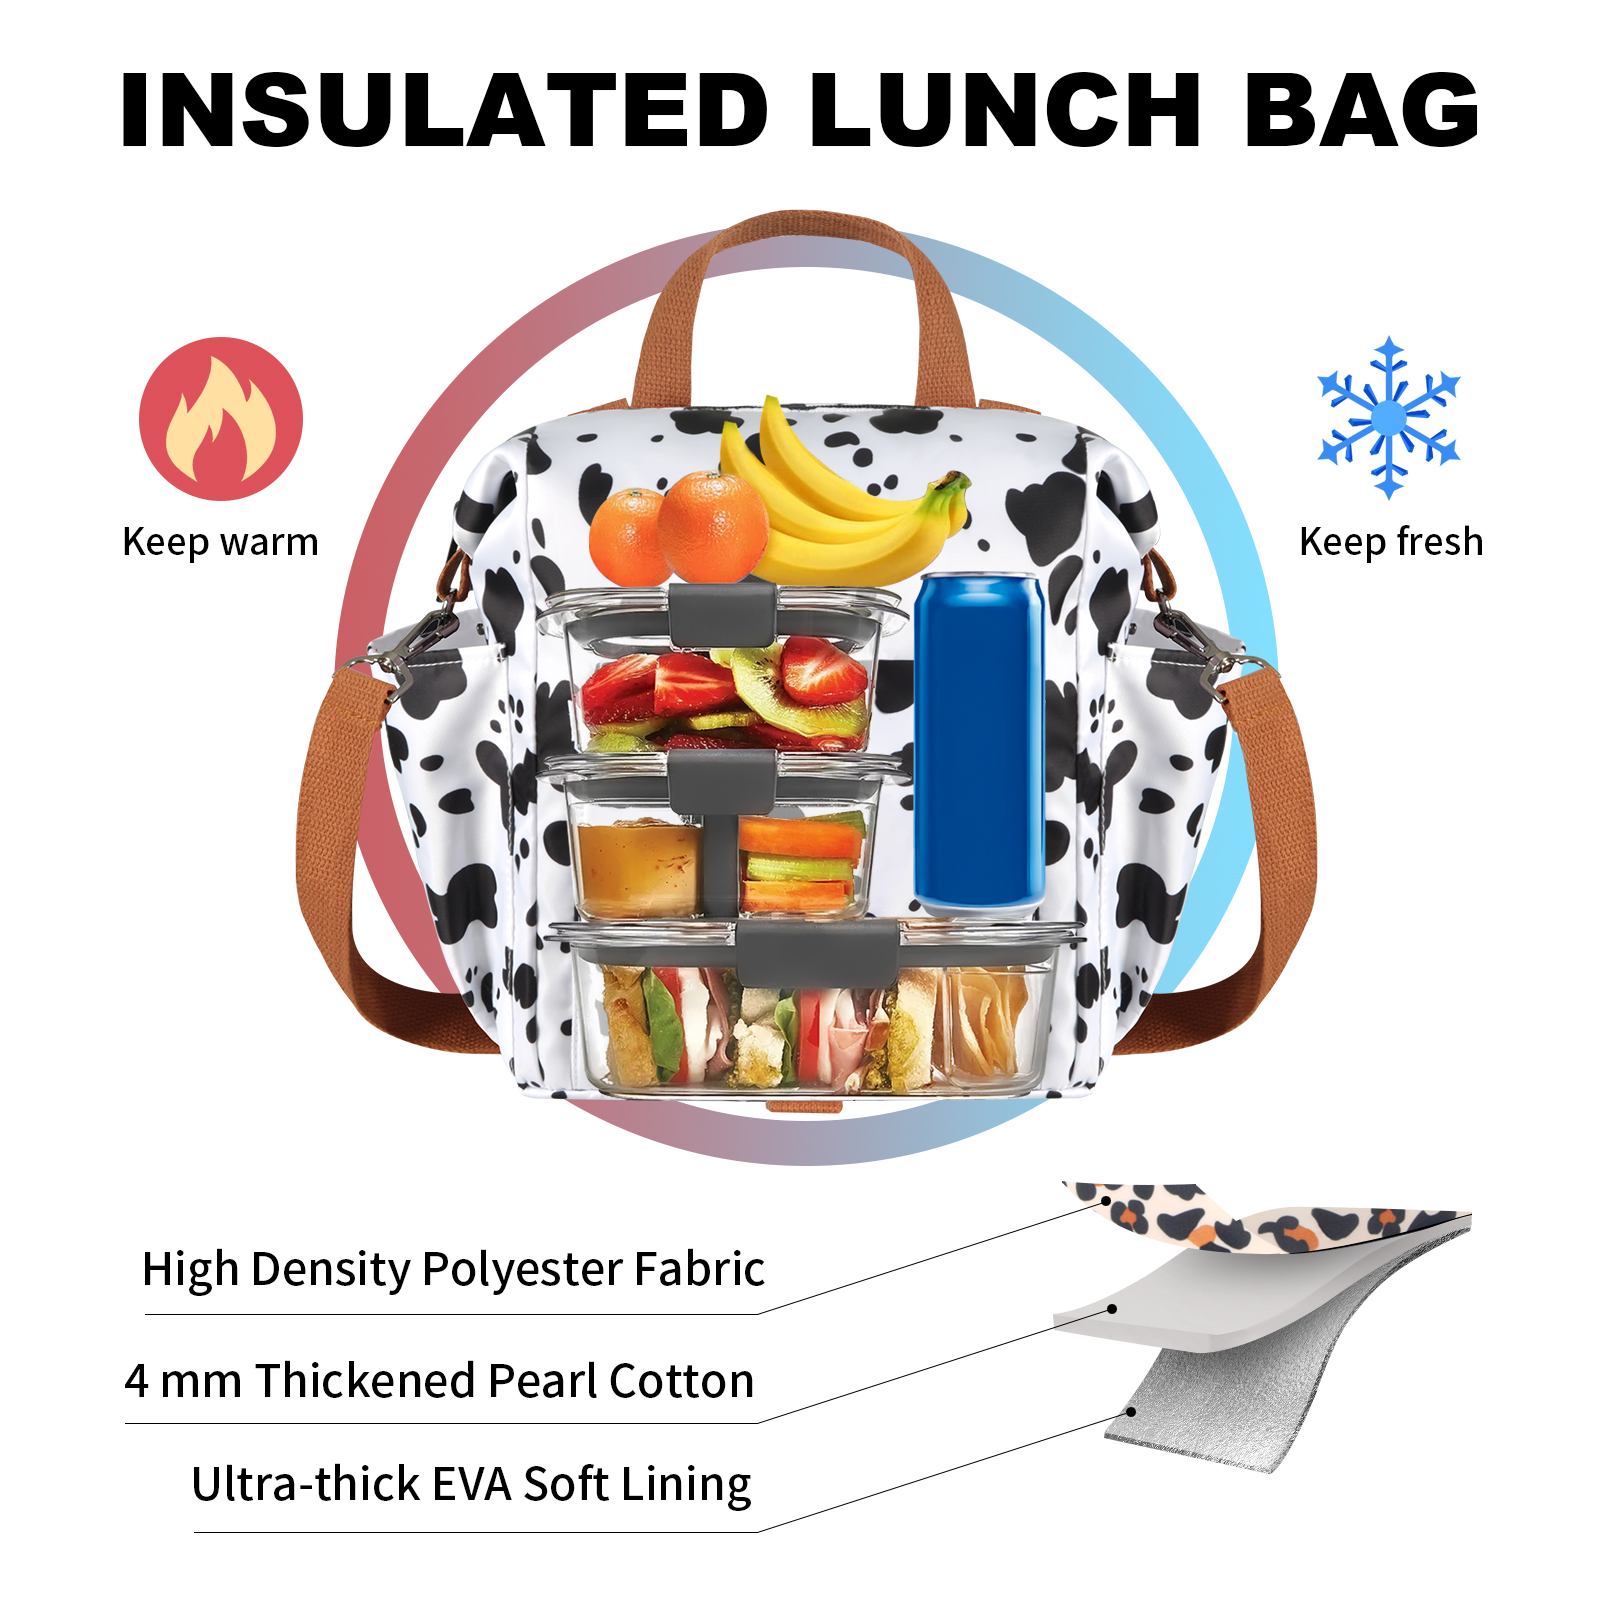 INSULATED LUNCH BAG
Keep warm
Keep fresh
High Density Polyester Fabric
4 mm Thickened Pearl Cotton
Ultra-thick EVA Soft Lining